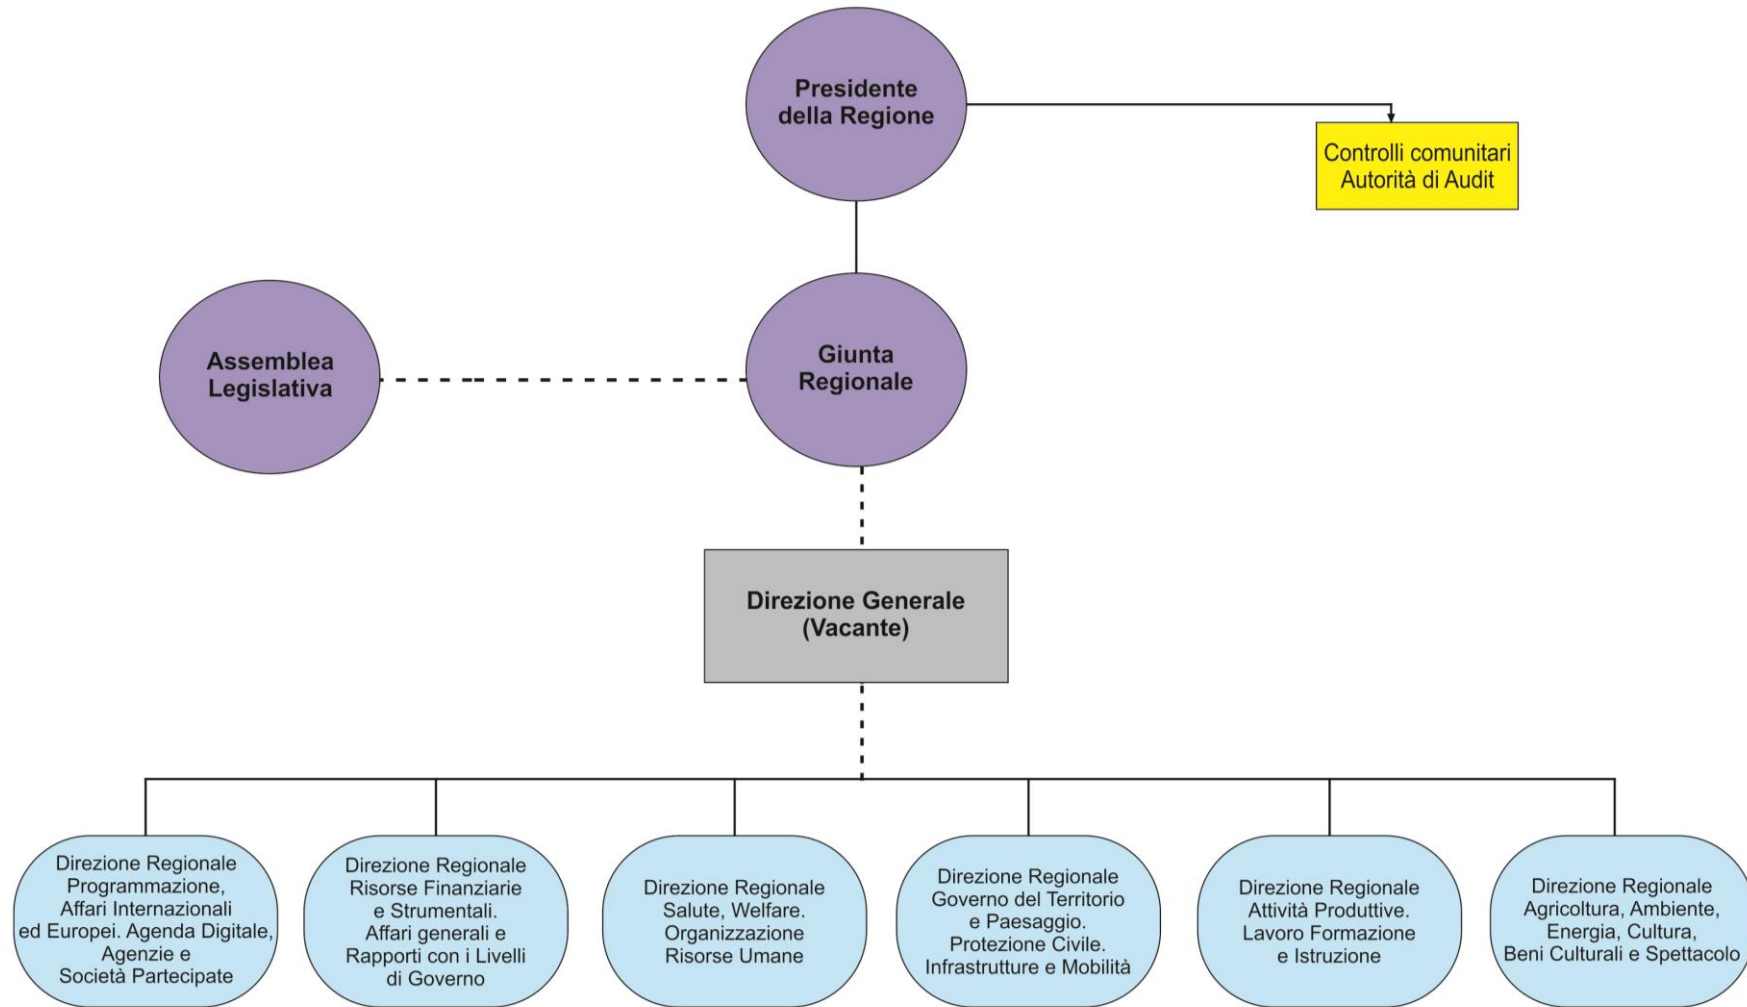 Presidente
della Regione
Controlli comunitari
Autorità di Audit
Assemblea
Legislativa
Giunta
Regionale
Direzione Generale
(Vacante)
Direzione Regionale
Programmazione,
Affari Internazionali
ed Europei. Agenda Digitale,
Agenzie e
Società Partecipate
Direzione Regionale
Risorse Finanziarie
e Strumentali.
Affari generali e
Rapporti con i Livelli
di Governo
Direzione Regionale
Salute, Welfare.
Organizzazione
Risorse Umane
Direzione Regionale
Governo del Territorio
e Paesaggio.
Protezione Civile.
Infrastrutture e Mobilità
Direzione Regionale
Attività Produttive.
Lavoro Formazione
e Istruzione
Direzione Regionale
Agricoltura, Ambiente,
Energia, Cultura,
Beni Culturali e Spettacolo